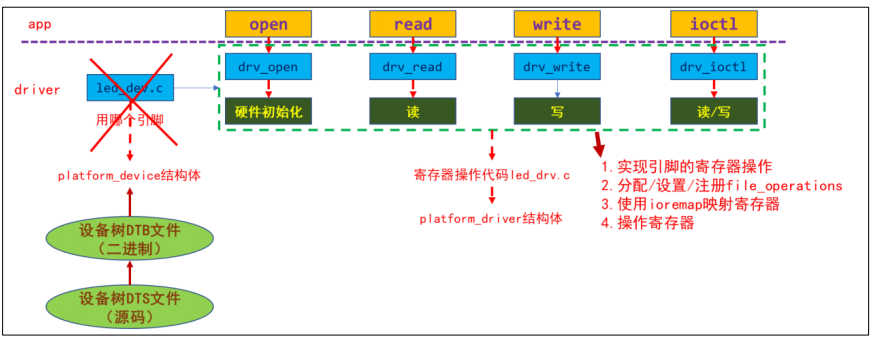 app
open
read
write
ioctl
driver
led_dev.c
drv_open
drv_read
drv_write
drv_ioctl
用哪个引脚
硬件初始化
读
写
读/写
platform_device结构体
寄存器操作代码led_drv.c
platform_driver结构体
1. 实现引脚的寄存器操作
2. 分配/设置/注册file_operations
3. 使用ioremap映射寄存器
4. 操作寄存器
设备树DTB文件
（二进制）
设备树DTS文件
（源码）